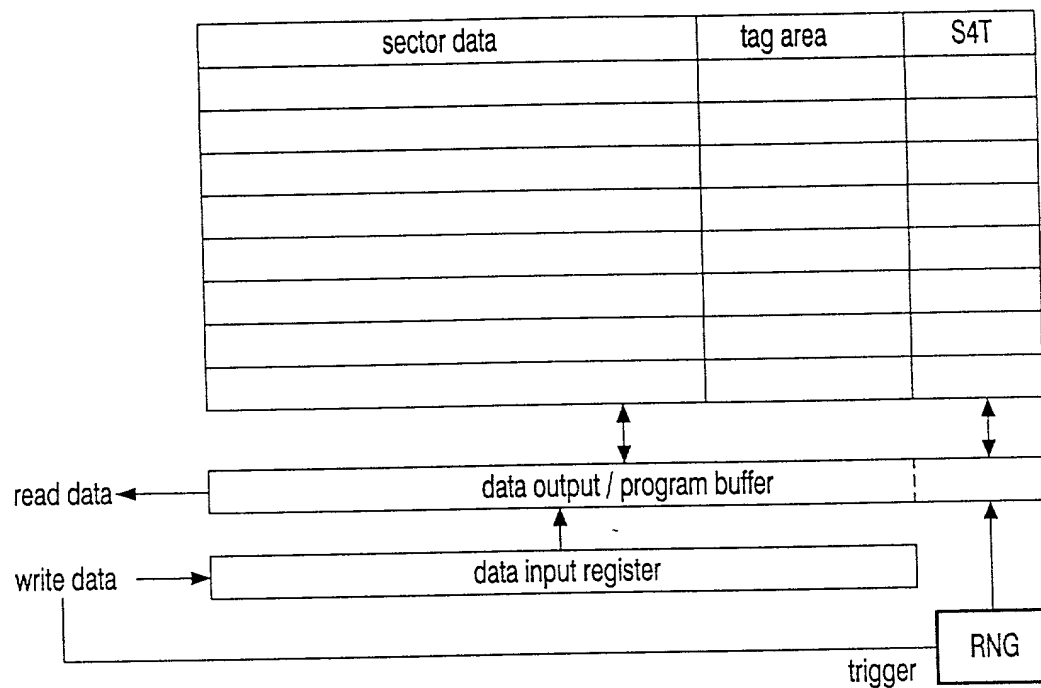 sector data tag area S4T
data output / program buffer
read data
data input register
write data
RNG
trigger